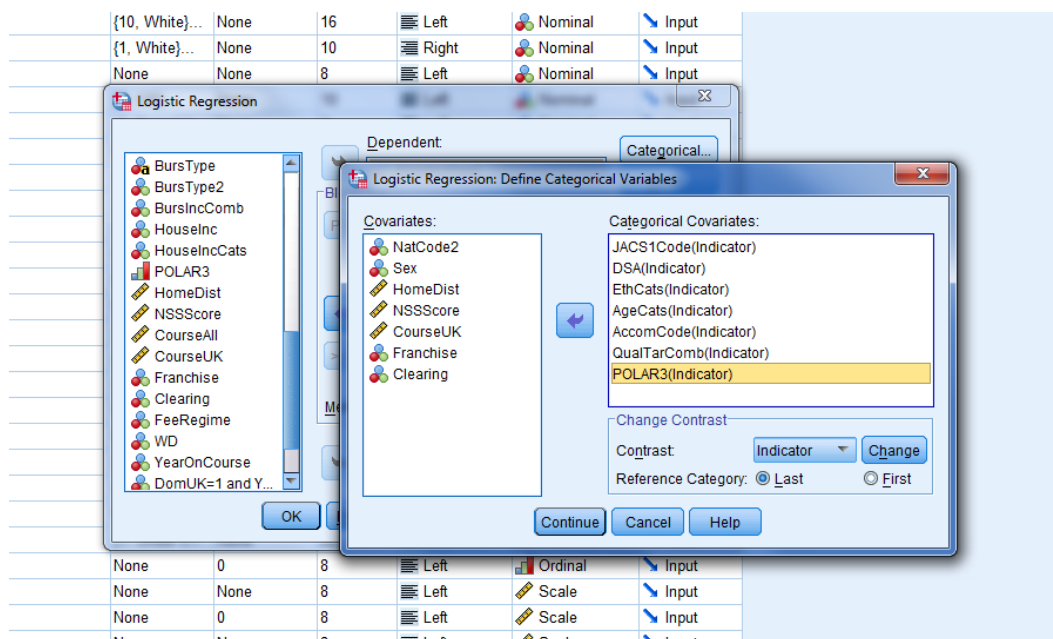 {10, White}... None 16 Left Nominal Input
{1, White}... None 10 Right Nominal Input
None None 8 Left Nominal Input
Logistic Regression
Dependent:
Categorical...
BursType
BursType2
BursIncComb
HouseInc
HouseIncCats
POLAR3
HomeDist
NSSScore
CourseAll
CourseUK
Franchise
Clearing
FeeRegime
WD
YearOnCourse
DomUK=1 and Y...
OK
Logistic Regression: Define Categorical Variables
Covariates:
NatCode2
Sex
HomeDist
NSSScore
CourseUK
Franchise
Clearing
Categorical Covariates:
JACS1Code(Indicator)
DSA(Indicator)
EthCats(Indicator)
AgeCats(Indicator)
AccomCode(Indicator)
QualTarComb(Indicator)
POLAR3(Indicator)
Change Contrast
Contrast: Indicator Change
Reference Category: Last First
Continue Cancel Help
None 0 8 Left Ordinal Input
None None 8 Left Scale Input
None 0 8 Left Scale Input